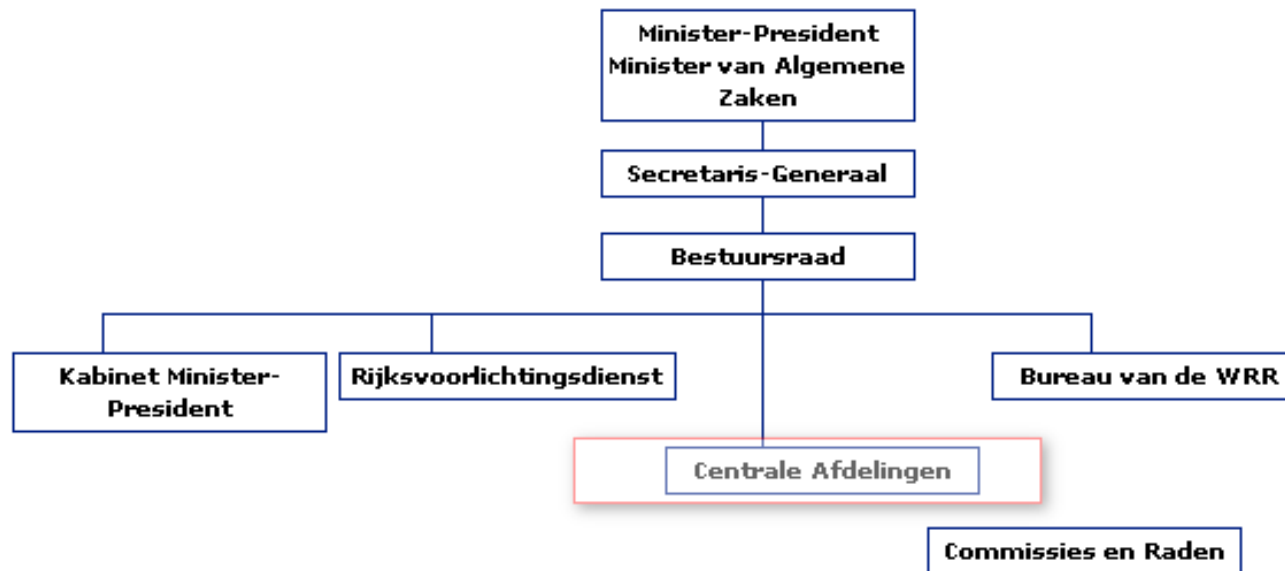 Minister-President
Minister van Algemene
Zaken
Secretaris-Generaal
Bestuursraad
Kabinet Minister-
President
Rijksvoorlichtingsdienst
Bureau van de WRR
Centrale Afdelingen
Commissies en Raden